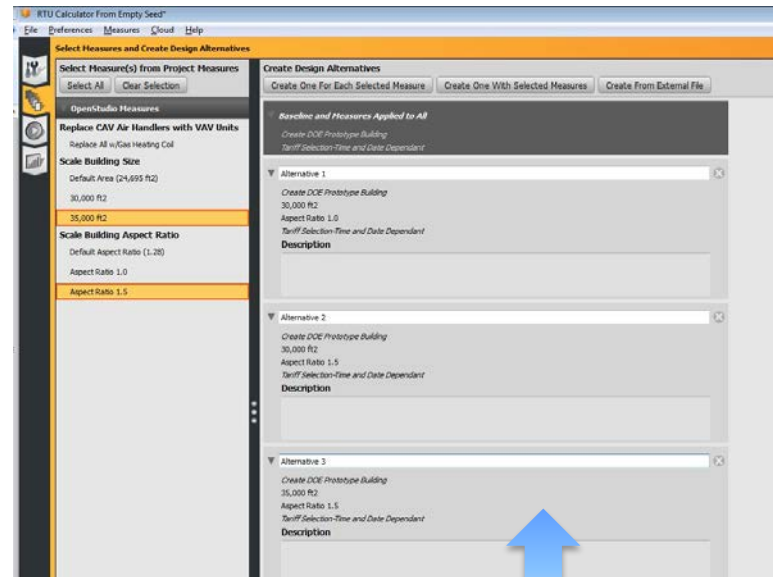 RTU Calculator From Empty Seed*
File Preferences Measures Cloud Help
Select Measures and Create Design Alternatives
Select Measure(s) from Project Measures
Select All Clear Selection
OpenStudio Measures
Replace CAV Air Handlers with VAV Units
Replace All w/Gas Heating Coil
Scale Building Size
Default Area (24,695 ft2)
30,000 ft2
35,000 ft2
Scale Building Aspect Ratio
Default Aspect Ratio (1.28)
Aspect Ratio 1.0
Aspect Ratio 1.5
Create Design Alternatives
Create One For Each Selected Measure Create One With Selected Measures Create From External File
Baseline and Measures Applied to All
Create DOE Prototype Building
Tariff Selection-Time and Date Dependant
Alternative 1
Create DOE Prototype Building
30,000 ft2
Aspect Ratio 1.0
Tariff Selection-Time and Date Dependant
Description
Alternative 2
Create DOE Prototype Building
30,000 ft2
Aspect Ratio 1.5
Tariff Selection-Time and Date Dependant
Description
Alternative 3
Create DOE Prototype Building
35,000 ft2
Aspect Ratio 1.5
Tariff Selection-Time and Date Dependant
Description